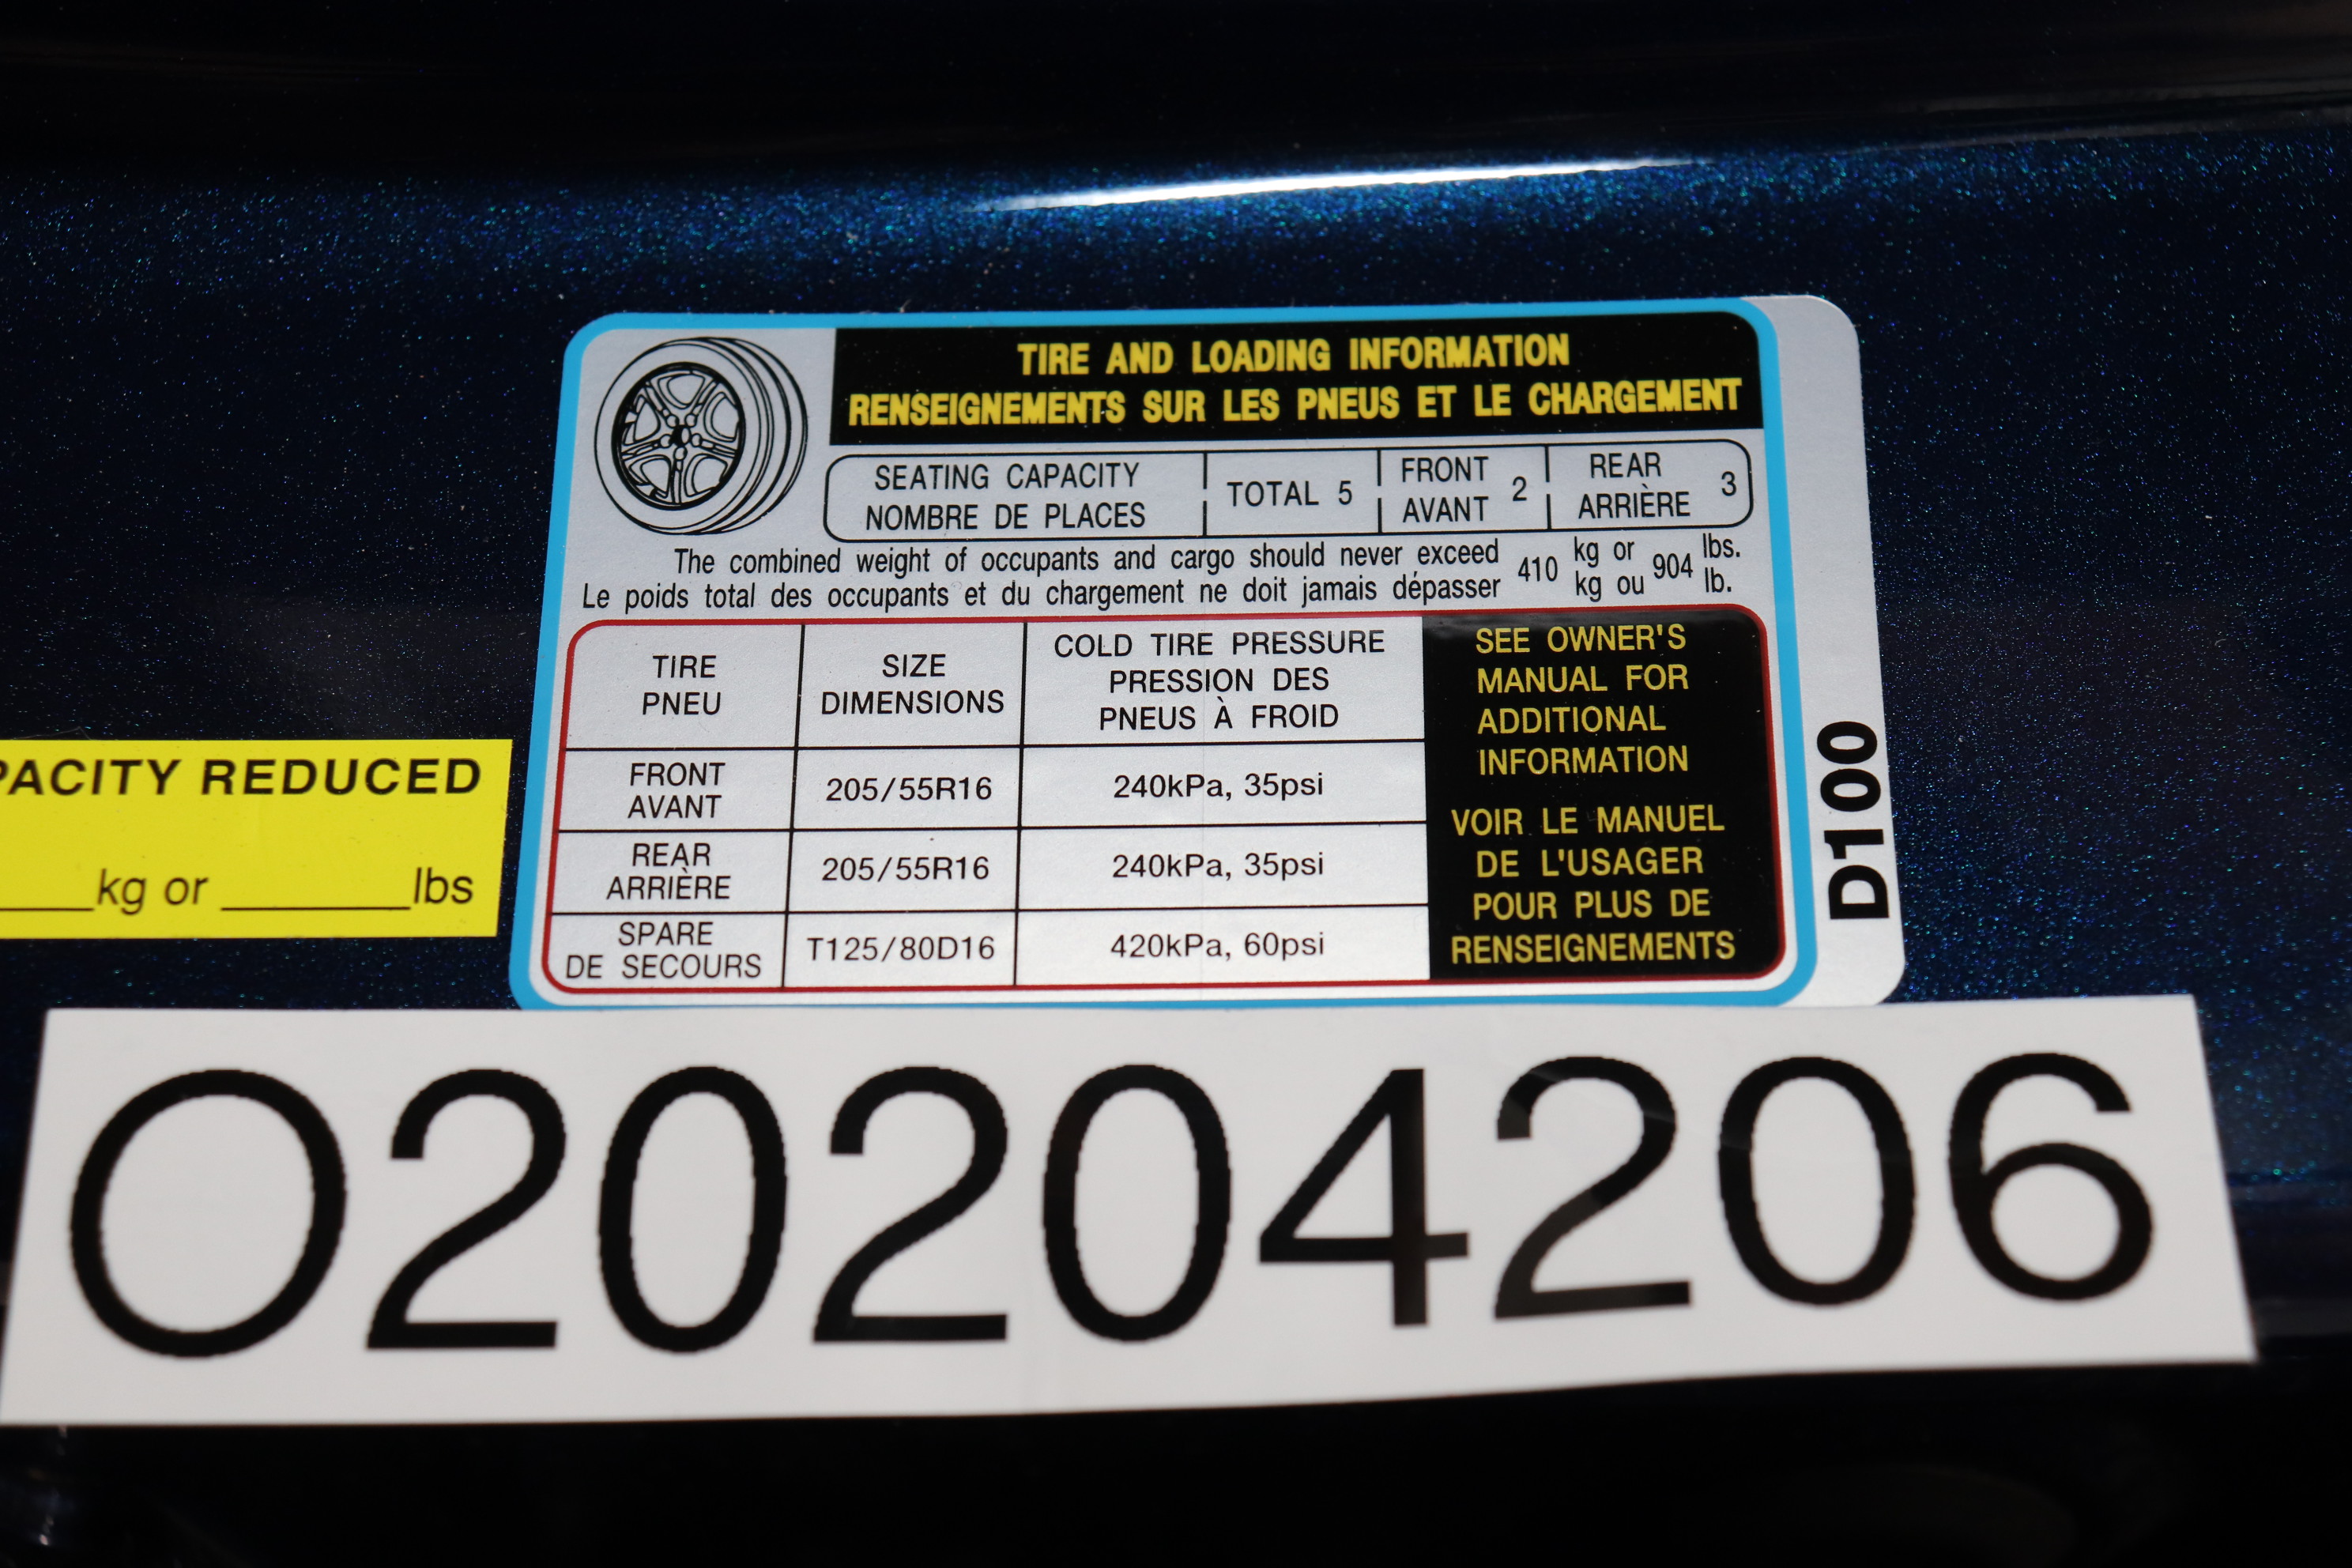 TIRE AND LOADING INFORMATION
RENSEIGNEMENTS SUR LES PNEUS ET LE CHARGEMENT
SEATING CAPACITY
NOMBRE DE PLACES
TOTAL 5
FRONT
AVANT 2
REAR
ARRIÈRE 3
The combined weight of occupants and cargo should never exceed 410 kg or 904 lbs.
Le poids total des occupants et du chargement ne doit jamais dépasser 410 kg ou 904 lb.
TIRE
PNEU
SIZE
DIMENSIONS
COLD TIRE PRESSURE
PRESSION DES
PNEUS À FROID
FRONT
AVANT
205/55R16
240kPa, 35psi
REAR
ARRIÈRE
205/55R16
240kPa, 35psi
SPARE
DE SECOURS
T125/80D16
420kPa, 60psi
SEE OWNER'S
MANUAL FOR
ADDITIONAL
INFORMATION
VOIR LE MANUEL
DE L'USAGER
POUR PLUS DE
RENSEIGNEMENTS
D100
PACITY REDUCED
____kg or ______lbs
O20204206